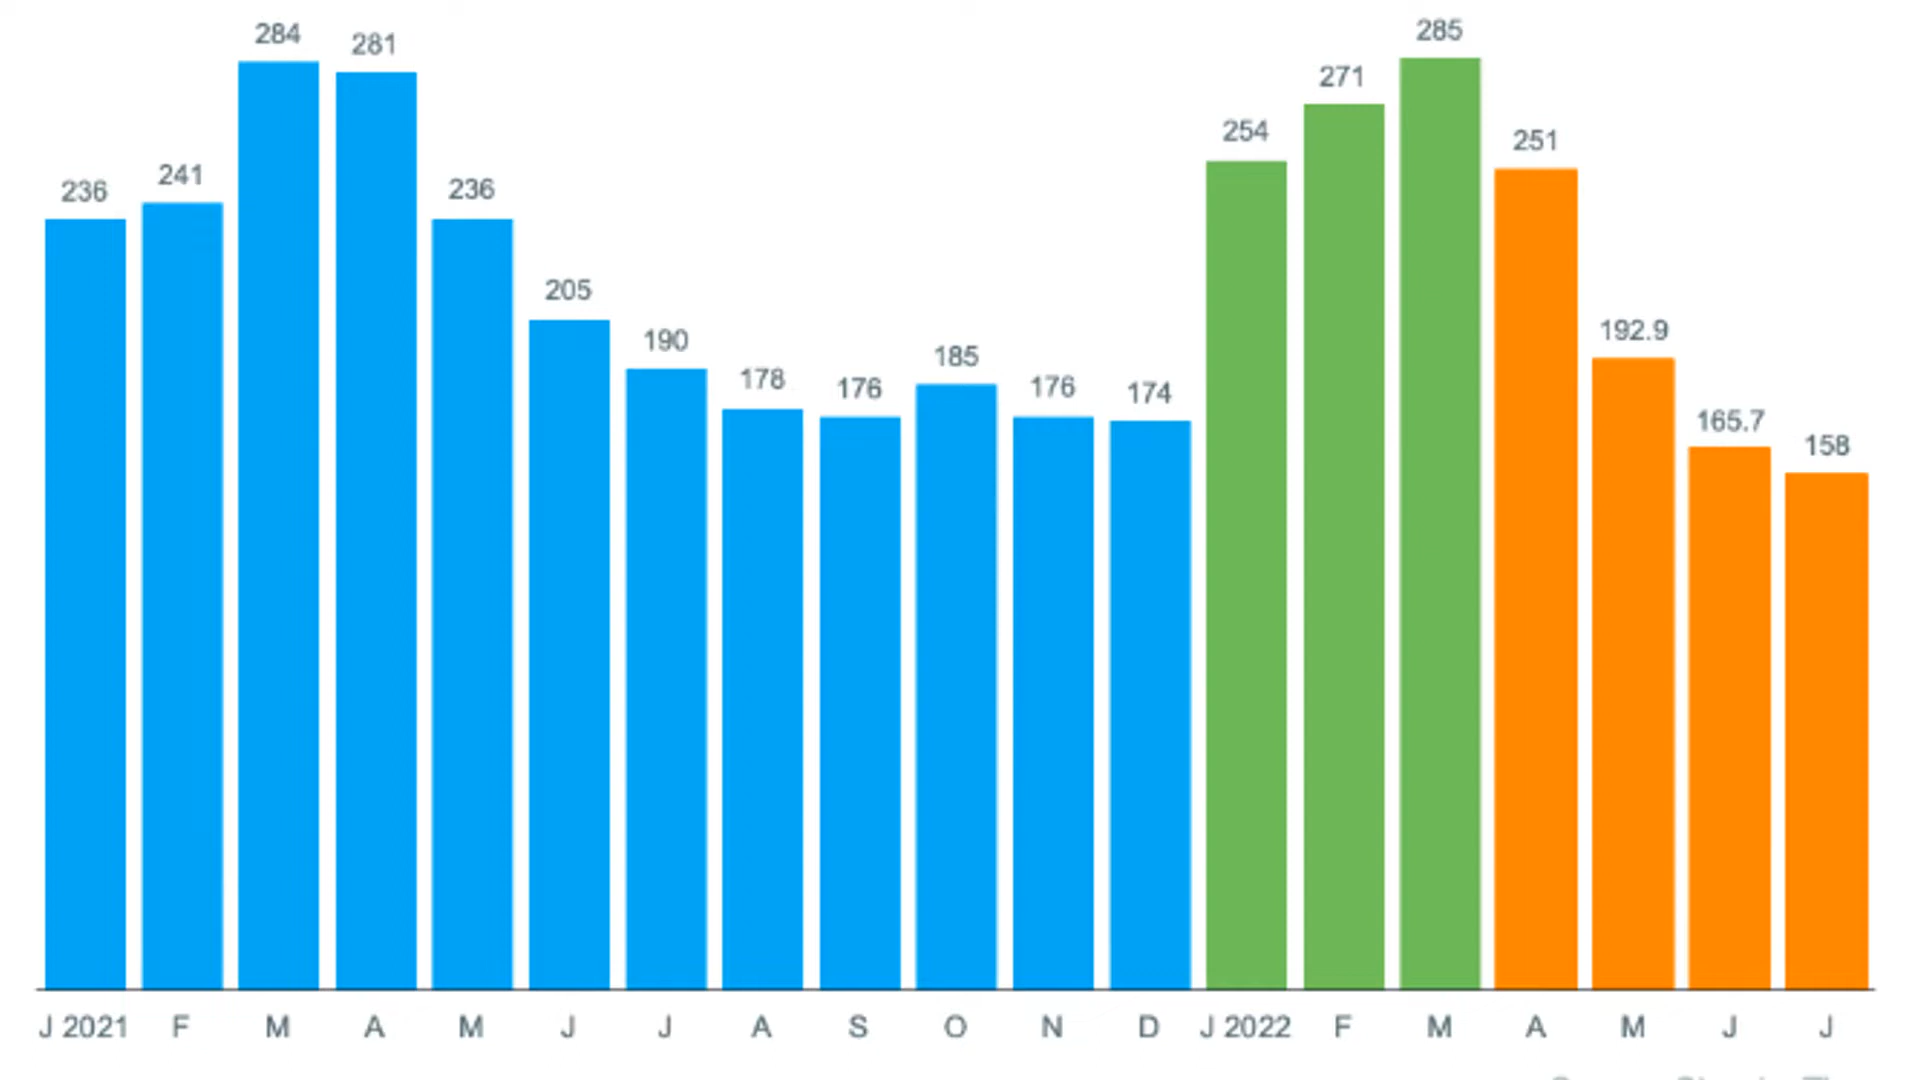 284 281 285
271
254 251
236 241 236
205
190 192.9
178 176 185 176 174
165.7
158
J 2021 F M A M J J A S O N D J 2022 F M A M J J